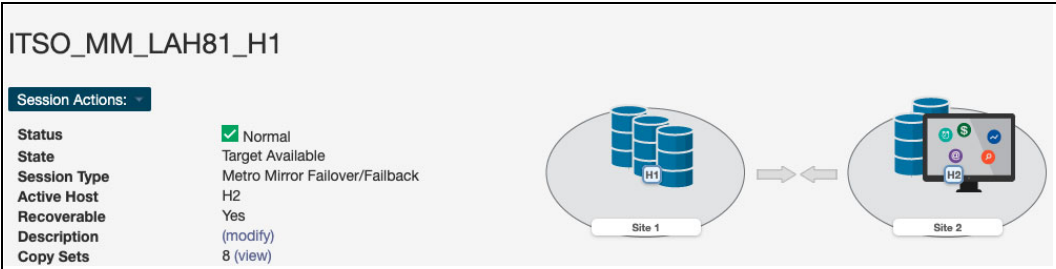 ITSO_MM_LAH81_H1
Session Actions:
Status Normal
State Target Available
Session Type Metro Mirror Failover/Failback
Active Host H2
Recoverable Yes
Description (modify)
Copy Sets 8 (view)
H1
Site 1
$
@
H2
Site 2